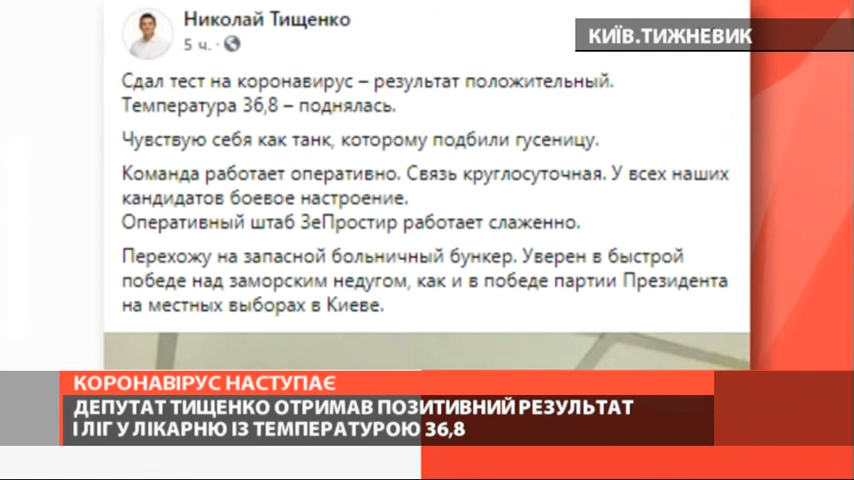 Николай Тищенко
5 ч. ·
КИЇВ.ТИЖНЕВИК
Сдал тест на коронавирус – результат положительный.
Температура 36,8 – поднялась.
Чувствую себя как танк, которому подбили гусеницу.
Команда работает оперативно. Связь круглосуточная. У всех наших
кандидатов боевое настроение.
Оперативный штаб ЗеПростир работает слаженно.
Перехожу на запасной больничный бункер. Уверен в быстрой
победе над заморским недугом, как и в победе партии Президента
на местных выборах в Киеве.
КОРОНАВІРУС НАСТУПАЄ
ДЕПУТАТ ТИЩЕНКО ОТРИМАВ ПОЗИТИВНИЙ РЕЗУЛЬТАТ
І ЛІГ У ЛІКАРНЮ ІЗ ТЕМПЕРАТУРОЮ 36,8